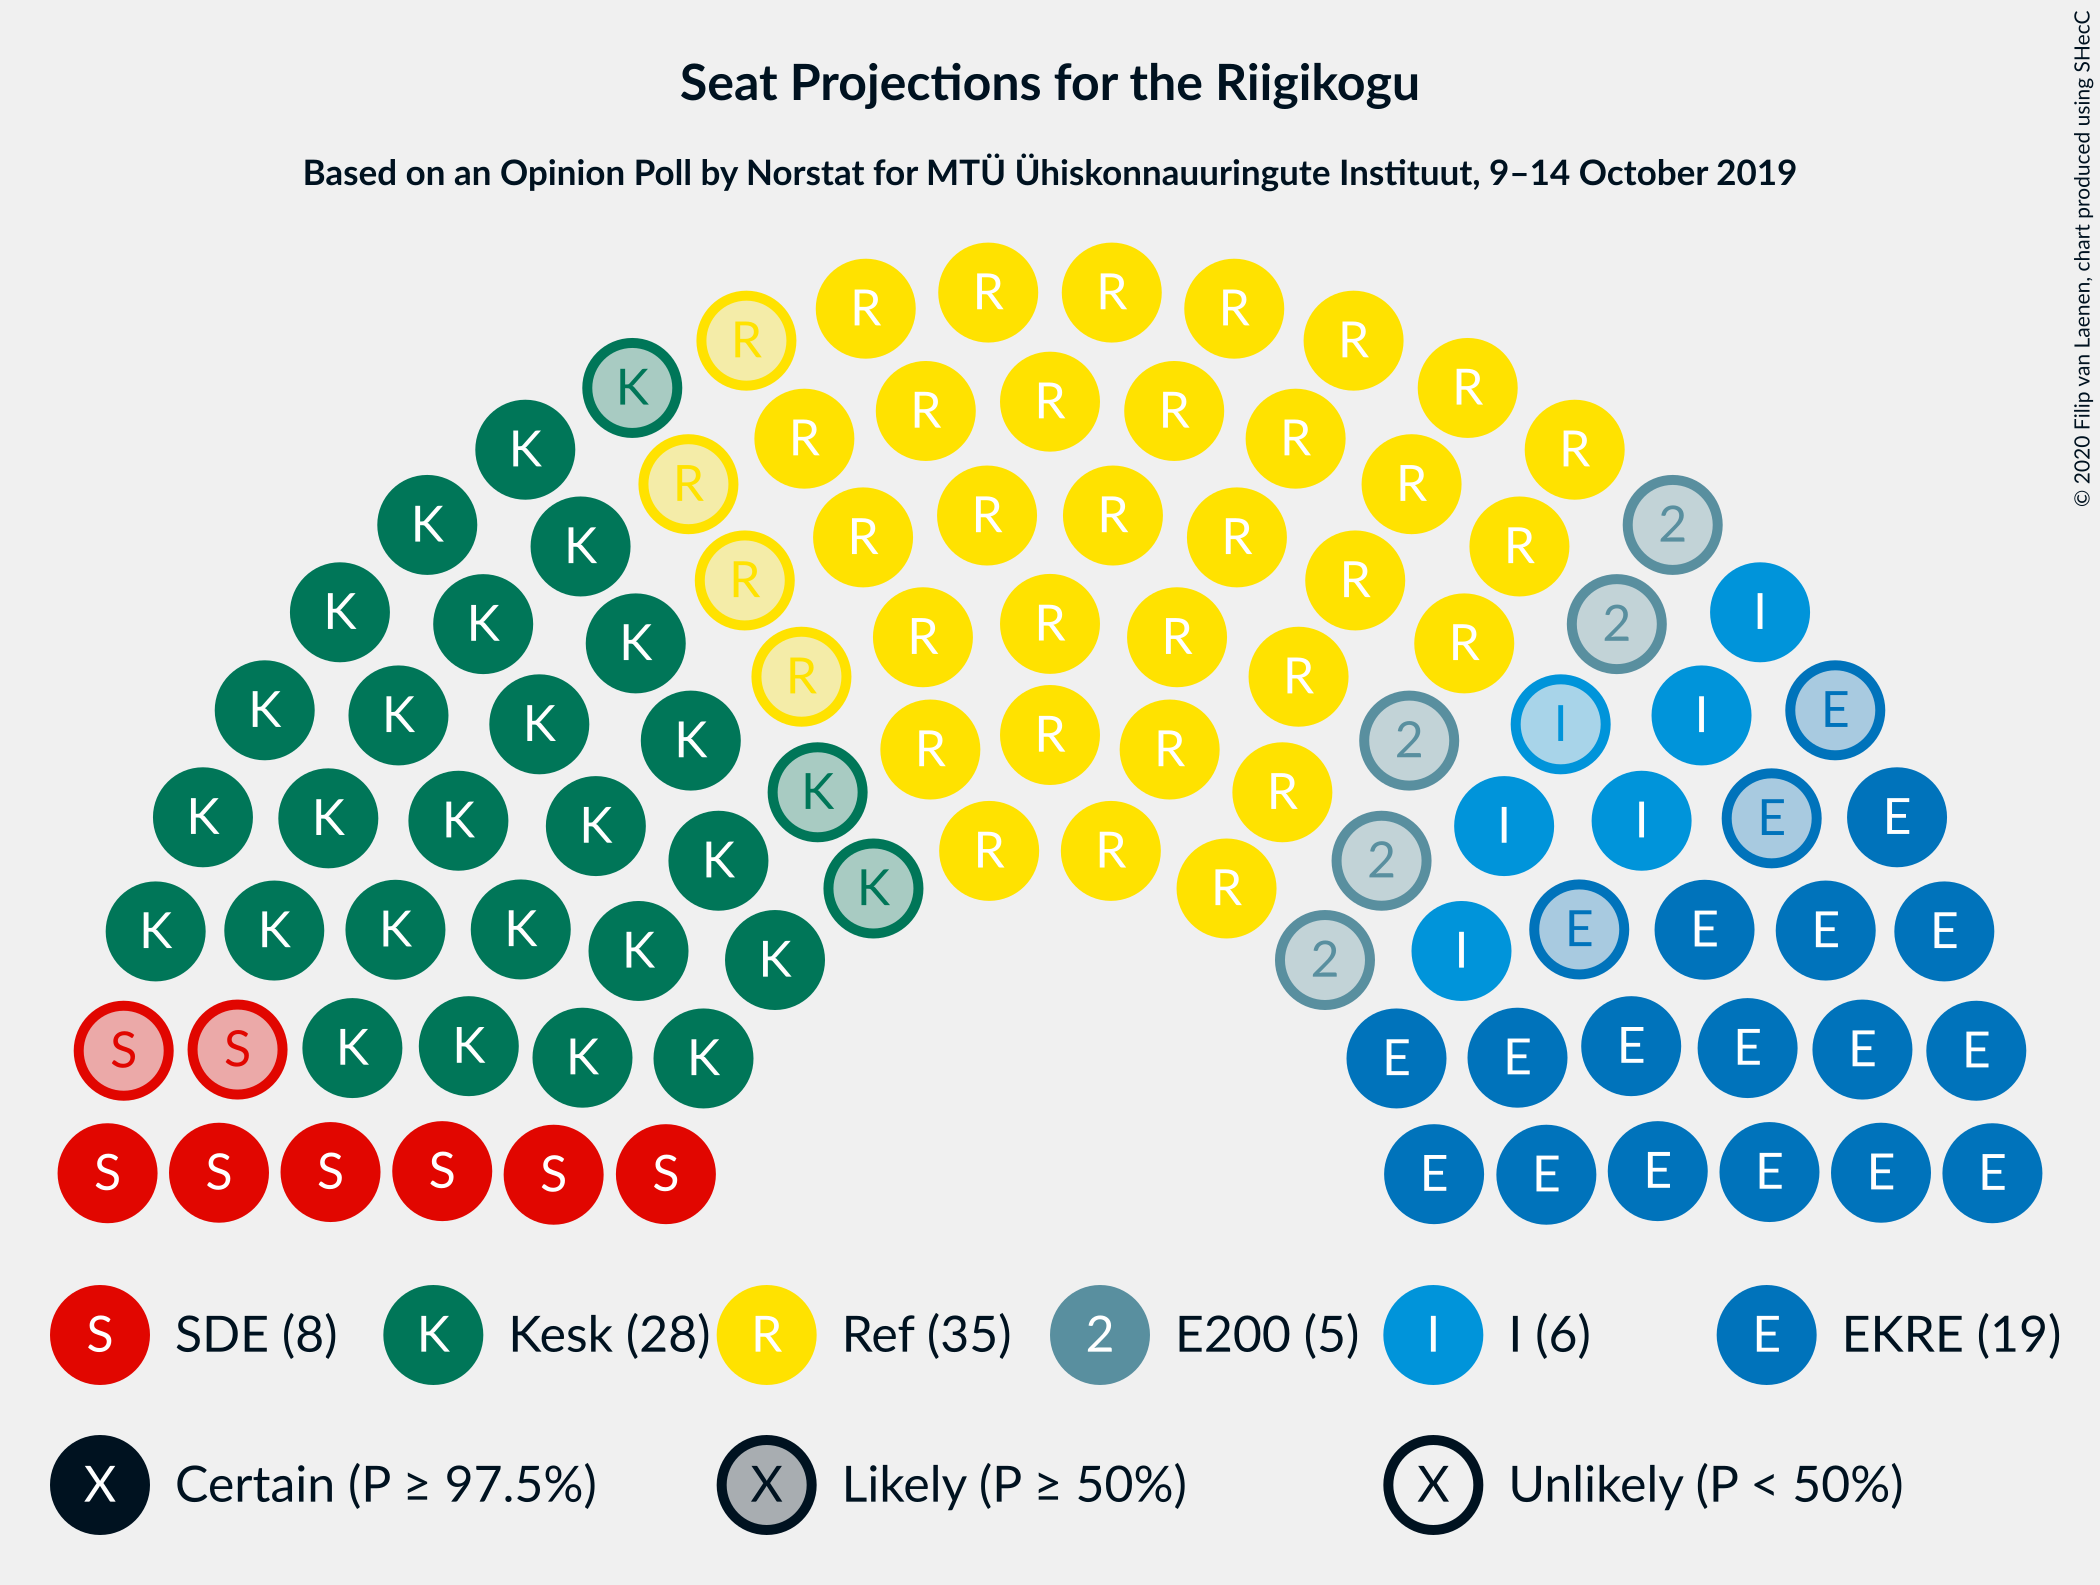 Seat Projections for the Riigikogu
Based on an Opinion Poll by Norstat for MTÜ Ühiskonnauuringute Instituut, 9–14 October 2019
© 2020 Filip van Laenen, chart produced using SHecC
R R R R
R R
K R
R R R
R R
K R
R R
K 2
R R R R
K R
K R
R R
K I
K 2
R R R
K R
R R
K E
K I
K I
K 2
R R R
K R
K E
K E
K I
K I
R R
K 2
K R
K E
K E
K E
K E
K I
K 2
S S K K K K E E E E E E
S S S S S S E E E E E E
S SDE (8) K Kesk (28) R Ref (35) 2 E200 (5) I I (6) E EKRE (19)
X Certain (P ≥ 97.5%) X Likely (P ≥ 50%) X Unlikely (P < 50%)